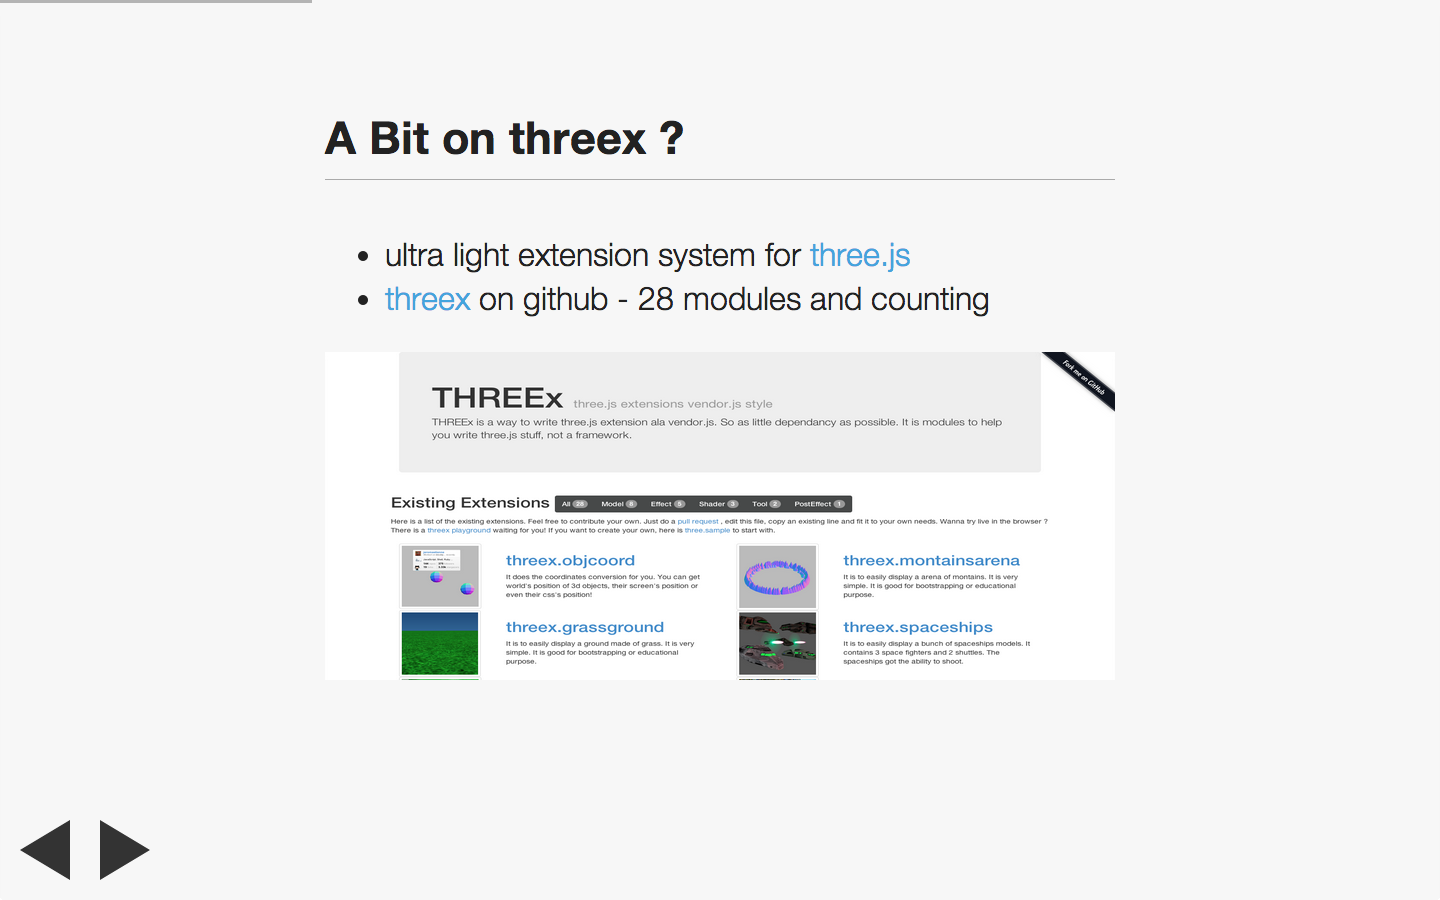 A Bit on threex ?
• ultra light extension system for three.js
• threex on github - 28 modules and counting
Fork me on GitHub
THREEx three.js extensions vendor.js style
THREEx is a way to write three.js extension ala vendor.js. So as little dependancy as possible. It is modules to help
you write three.js stuff, not a framework.
Existing Extensions All 28 Model 8 Effect 5 Shader 3 Tool 2 PostEffect 1
Here is a list of the existing extensions. Feel free to contribute your own. Just do a pull request , edit this file, copy an existing line and fit it to your own needs. Wanna try live in the browser ?
There is a threex playground waiting for you! If you want to create your own, here is three.sample to start with.
threex.objcoord
It does the coordinates conversion for you. You can get
world's position of 3d objects, their screen's position or
even their css's position!
threex.montainsarena
It is to easily display a arena of montains. It is very
simple. It is good for bootstrapping or educational
purpose.
threex.grassground
It is to easily display a ground made of grass. It is very
simple. It is good for bootstrapping or educational
purpose.
threex.spaceships
It is to easily display a bunch of spaceships models. It
contains 3 space fighters and 2 shuttles. The
spaceships got the ability to shoot.